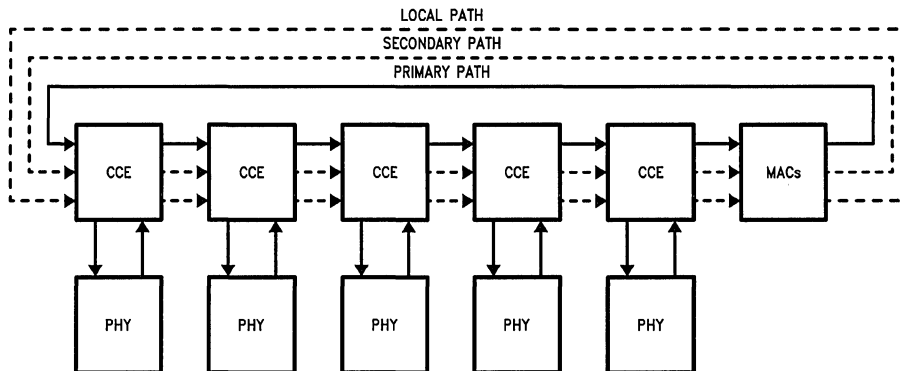 LOCAL PATH
SECONDARY PATH
PRIMARY PATH
CCE CCE CCE CCE CCE MACs
PHY PHY PHY PHY PHY